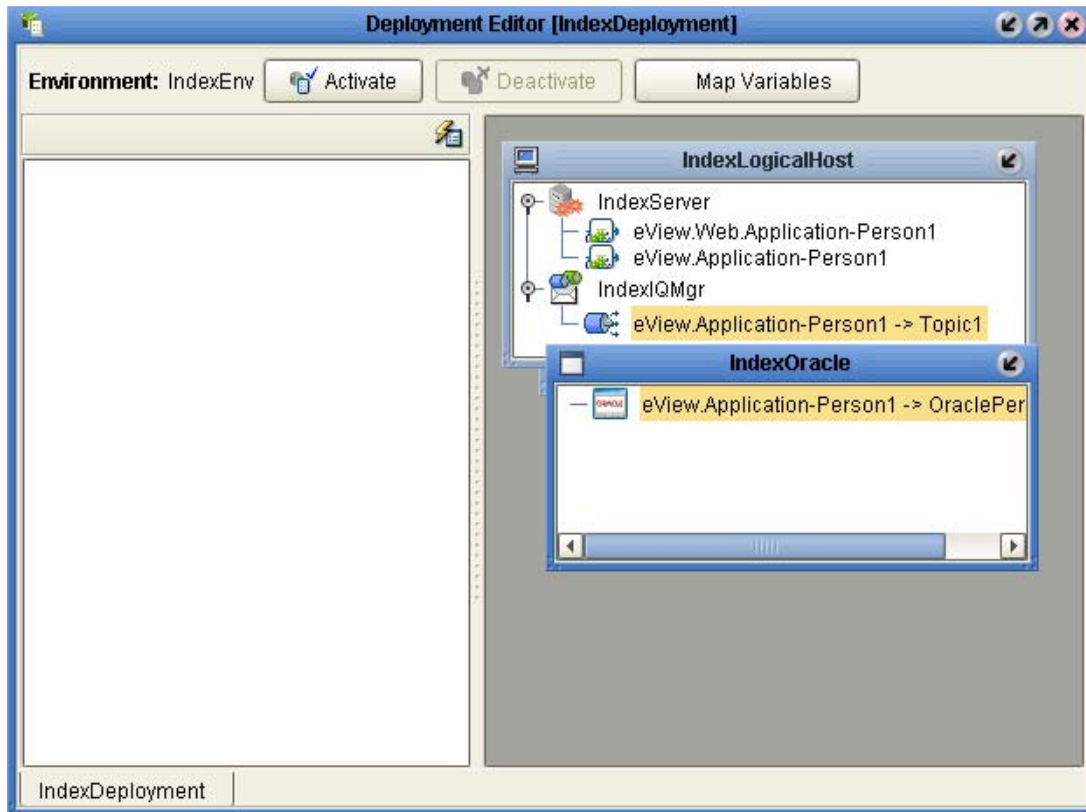 Deployment Editor [IndexDeployment]
Environment: IndexEnv Activate Deactivate Map Variables
IndexLogicalHost
IndexServer
eView.Web.Application-Person1
eView.Application-Person1
IndexIQMgr
eView.Application-Person1 -> Topic1
IndexOracle
eView.Application-Person1 -> OraclePer
IndexDeployment